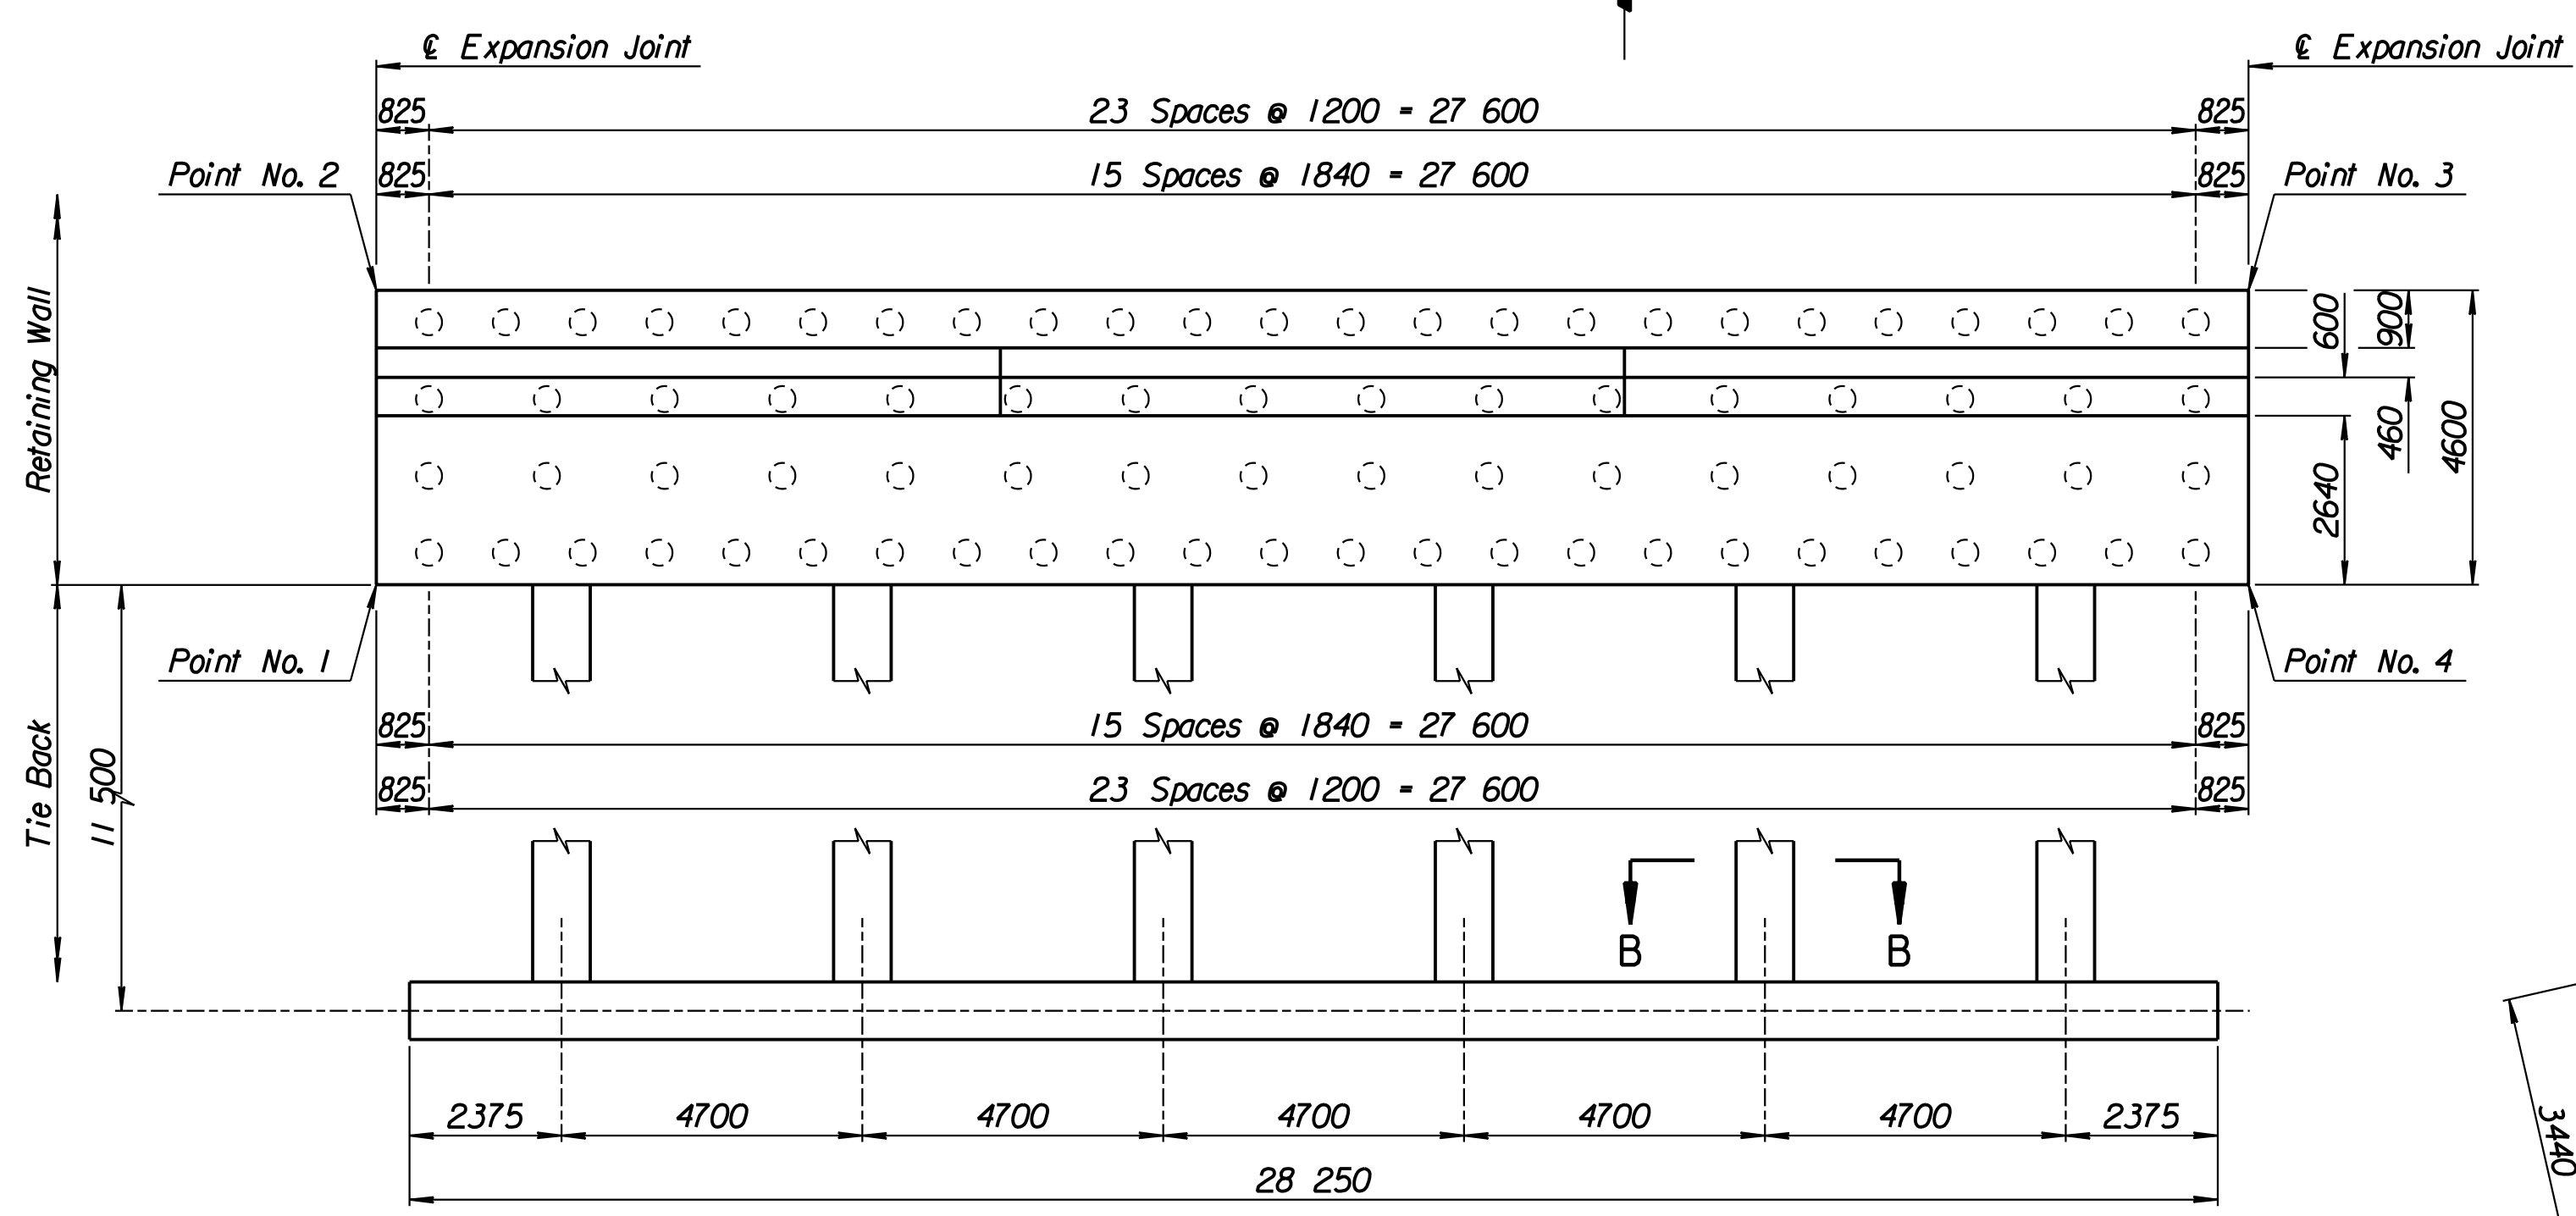 ℄ Expansion Joint
℄ Expansion Joint
825
23 Spaces @ 1200 = 27 600
825
Point No. 2
825
15 Spaces @ 1840 = 27 600
825
Point No. 3
Retaining Wall
600
900
460
4600
2640
Point No. 1
Point No. 4
Tie Back
11 500
825
15 Spaces @ 1840 = 27 600
825
825
23 Spaces @ 1200 = 27 600
825
B
B
2375
4700
4700
4700
4700
4700
2375
3440
28 250